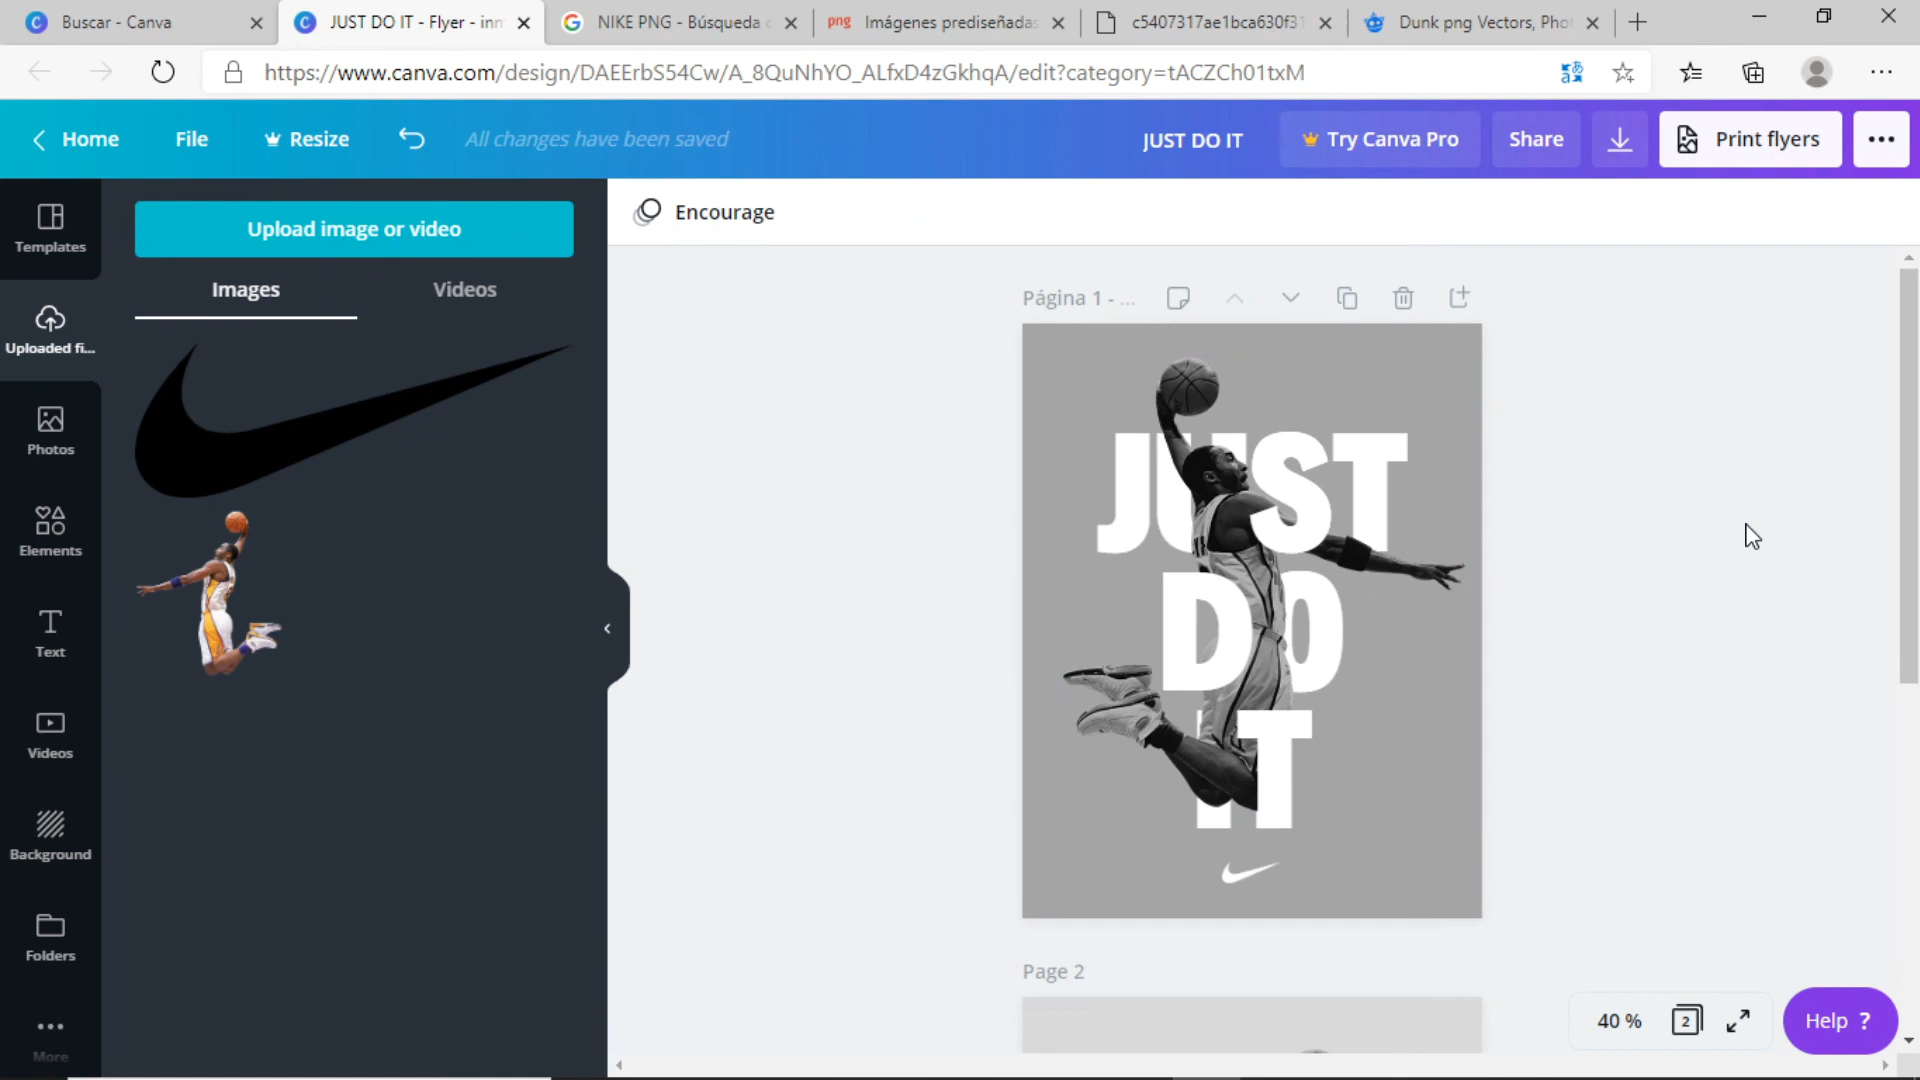 Buscar - Canva
JUST DO IT - Flyer - inm
NIKE PNG - Búsqueda
png Imágenes prediseñadas
c5407317ae1bca630f31
Dunk png Vectors, Pho
https://www.canva.com/design/DAEErbS54Cw/A_8QuNhYO_ALfxD4zGkhqA/edit?category=tACZCh01txM
Home
File
Resize
All changes have been saved
JUST DO IT
Try Canva Pro
Share
Print flyers
Templates
Uploaded fi...
Photos
Elements
Text
Videos
Background
Folders
More
Upload image or video
Images
Videos
Encourage
Página 1 - ...
JUST
DO
IT
Page 2
40 %
2
Help ?